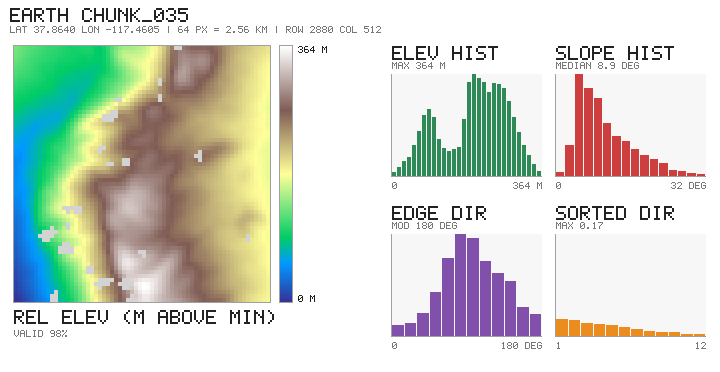 EARTH CHUNK_035
LAT 37.8640 LON -117.4605 | 64 PX = 2.56 KM | ROW 2880 COL 512
364 M
0 M
REL ELEV (M ABOVE MIN)
VALID 98%
ELEV HIST
MAX 364 M
0 364 M
SLOPE HIST
MEDIAN 8.9 DEG
0 32 DEG
EDGE DIR
MOD 180 DEG
0 180 DEG
SORTED DIR
MAX 0.17
1 12